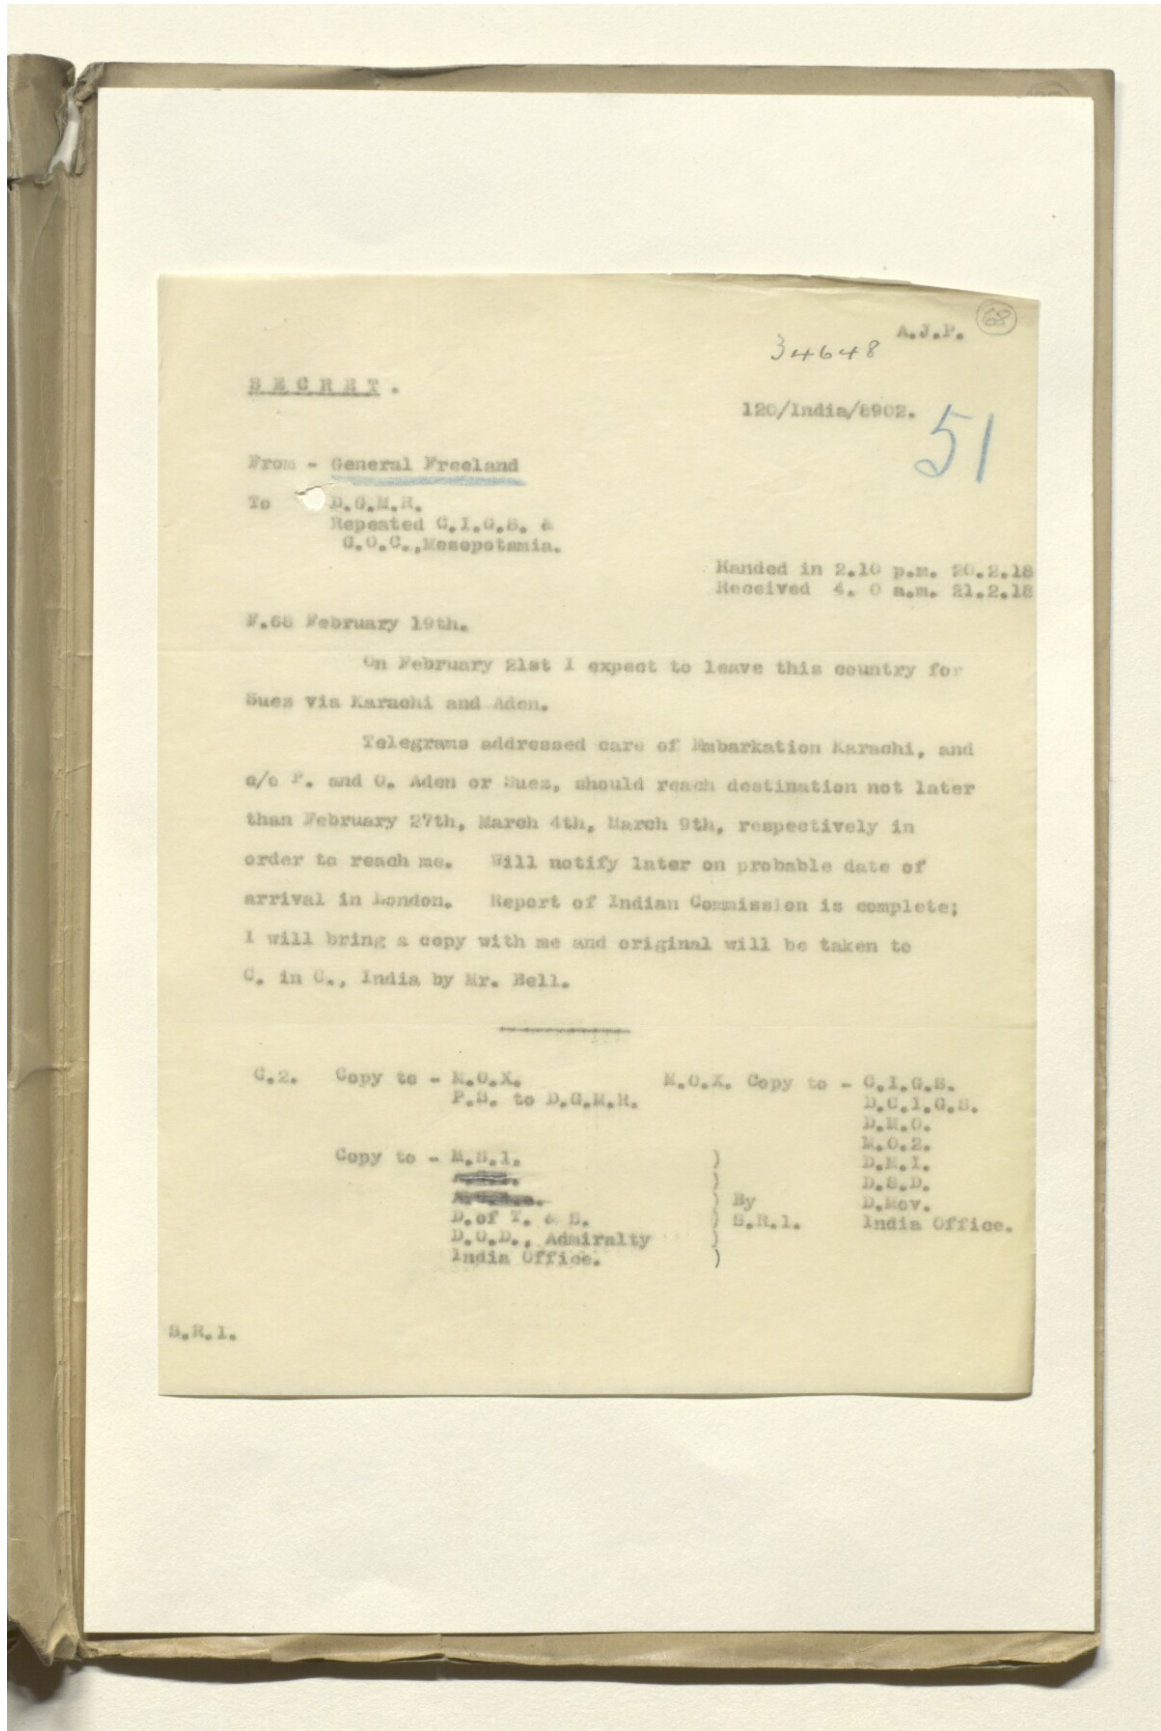 68
A.J.P.
34648
SECRET.
120/India/8902.
51
From - General Freeland
To D.G.M.R.
Repeated C.I.G.S. &
G.O.C.,Mesopotamia.
Handed in 2.10 p.m. 20.2.18
Received 4. 0 a.m. 21.2.18
F.68 February 19th.
On February 21st I expect to leave this country for
Suez via Karachi and Aden.
Telegrams addressed care of Embarkation Karachi, and
c/o P. and O. Aden or Suez, should reach destination not later
than February 27th, March 4th, March 9th, respectively in
order to reach me. Will notify later on probable date of
arrival in London. Report of Indian Commission is complete;
I will bring a copy with me and original will be taken to
C. in C., India by Mr. Bell.
C.2. Copy to - M.O.X. M.O.X. Copy to - C.I.G.S.
P.S. to D.G.M.R. D.C.I.G.S.
D.M.O.
M.O.2.
Copy to - M.S.1. ) D.M.I.
) D.S.D.
) By D.Mov.
D.of T. & S. ) S.R.1. India Office.
D.O.D., Admiralty )
India Office. )
S.R.1.